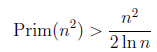 Prim(n²) > n² / (2 ln n)